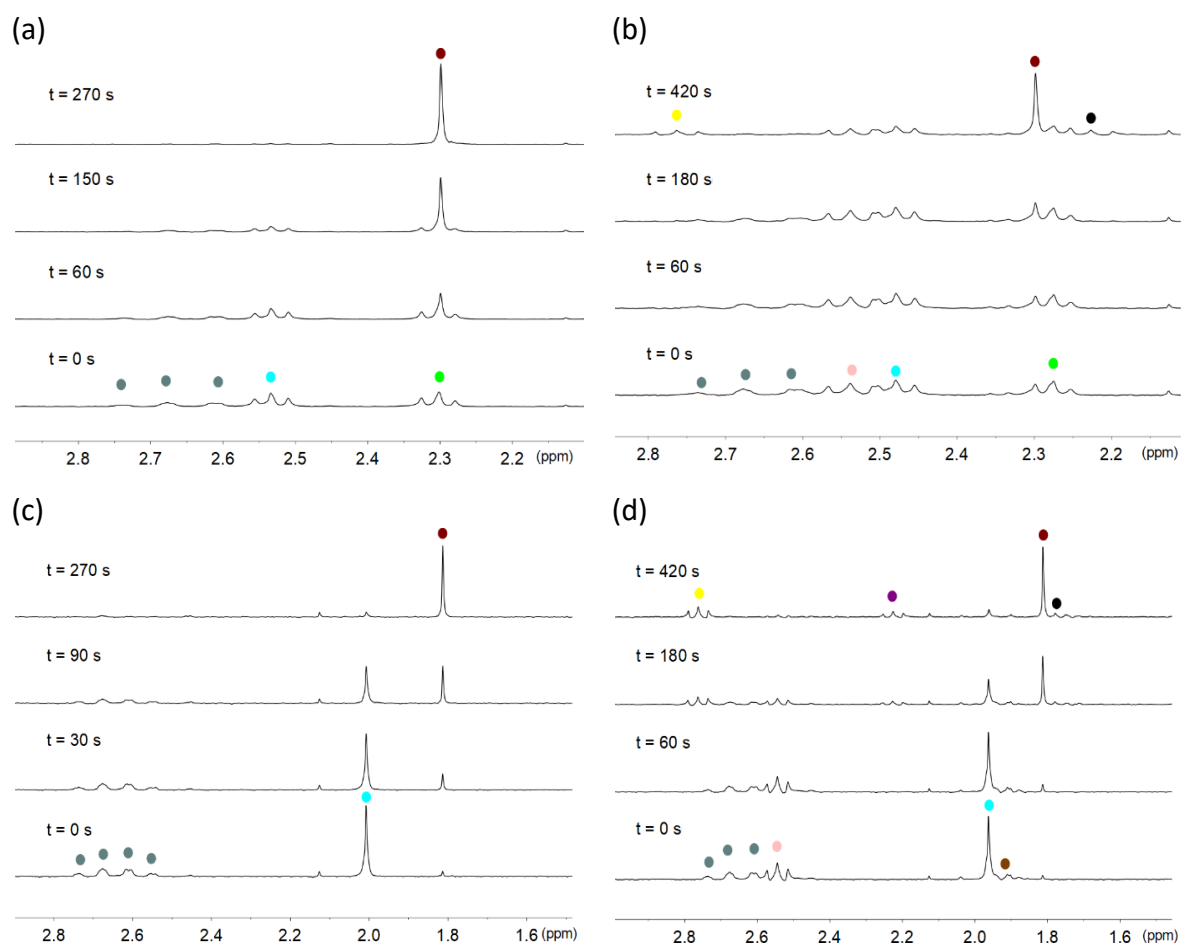 (a)
t = 270 s
t = 150 s
t = 60 s
t = 0 s
2.8 2.7 2.6 2.5 2.4 2.3 2.2 (ppm)
(b)
t = 420 s
t = 180 s
t = 60 s
t = 0 s
2.8 2.7 2.6 2.5 2.4 2.3 2.2 (ppm)
(c)
t = 270 s
t = 90 s
t = 30 s
t = 0 s
2.8 2.6 2.4 2.2 2.0 1.8 1.6 (ppm)
(d)
t = 420 s
t = 180 s
t = 60 s
t = 0 s
2.8 2.6 2.4 2.2 2.0 1.8 1.6 (ppm)